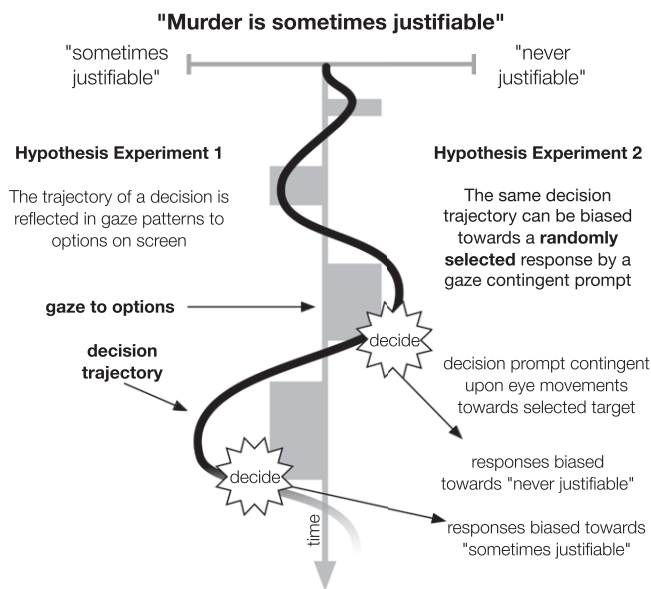 "Murder is sometimes justifiable"
"sometimes
justifiable"
"never
justifiable"
Hypothesis Experiment 1
The trajectory of a decision is
reflected in gaze patterns to
options on screen
Hypothesis Experiment 2
The same decision
trajectory can be biased
towards a randomly
selected response by a
gaze contingent prompt
gaze to options
decision
trajectory
decide
decision prompt contingent
upon eye movements
towards selected target
responses biased
towards "never justifiable"
decide
responses biased towards
"sometimes justifiable"
time